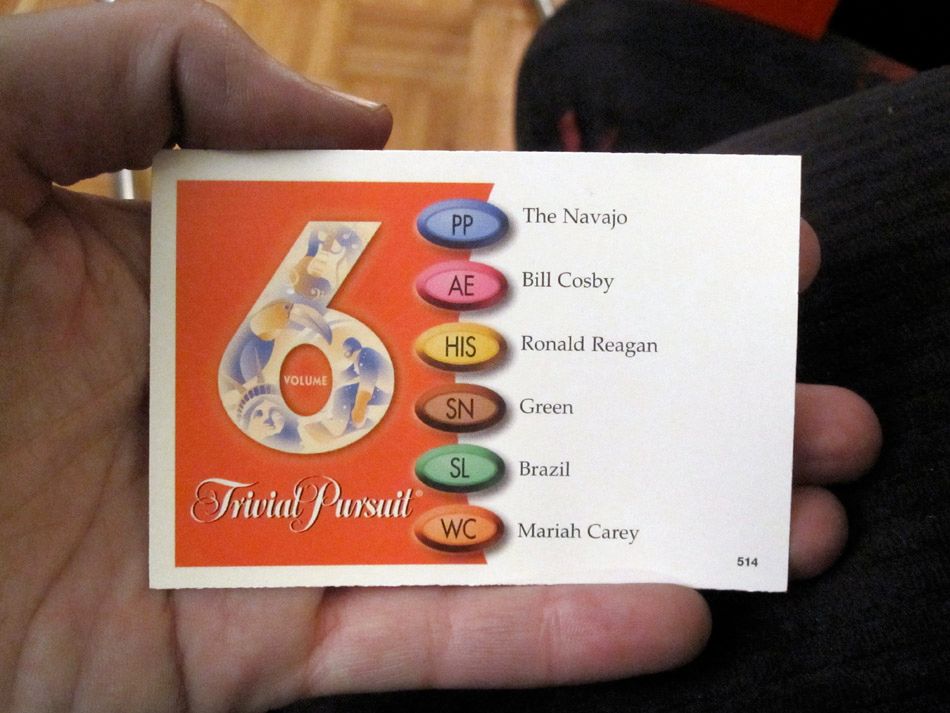 VOLUME
Trivial Pursuit®
PP The Navajo
AE Bill Cosby
HIS Ronald Reagan
SN Green
SL Brazil
WC Mariah Carey
514